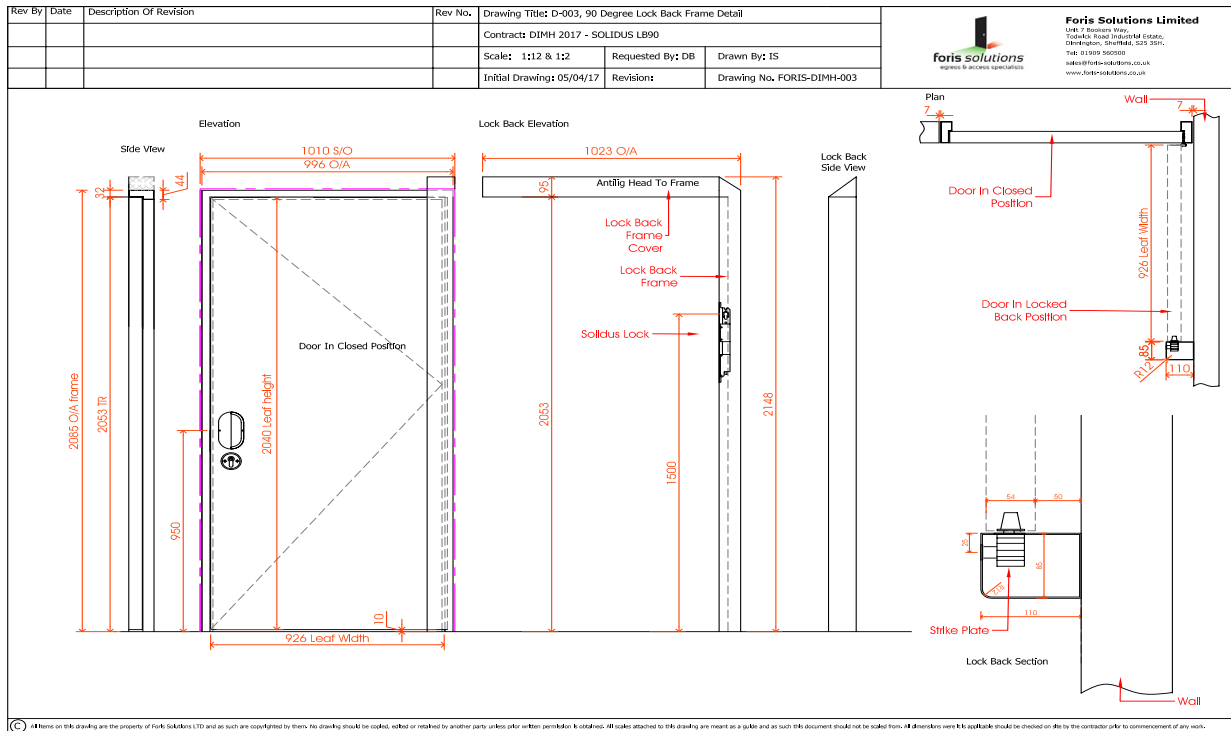 Rev By Date Description Of Revision Rev No. Drawing Title: D-003, 90 Degree Lock Back Frame Detail
Contract: DIMH 2017 - SOLIDUS LB90
Scale: 1:12 & 1:2 Requested By: DB Drawn By: IS
Initial Drawing: 05/04/17 Revision: Drawing No. FORIS-DIMH-003
foris solutions
egress & access specialists
Foris Solutions Limited
Unit 7 Bookers Way,
Todwick Road Industrial Estate,
Dinnington, Sheffield, S25 3SH.
Tel: 01909 560500
sales@foris-solutions.co.uk
www.foris-solutions.co.uk
Side View
Elevation
Lock Back Elevation
Lock Back
Side View
Plan
Wall
7
7
1010 S/O
996 O/A
1023 O/A
32
44
95
Antilig Head To Frame
Lock Back
Frame
Cover
Lock Back
Frame
Solidus Lock
Door In Closed Position
2085 O/A frame
2053 TR
2040 Leaf height
950
10
926 Leaf Width
2053
1500
2148
Door In Closed
Position
926 Leaf Width
Door In Locked
Back Position
85
R12
110
54
50
25
85
R12
110
Strike Plate
Lock Back Section
Wall
C All items on this drawing are the property of Foris Solutions LTD and as such are copyrighted by them. No drawing should be copied, edited or retained by another party unless prior written permission is obtained. All scales attached to this drawing are meant as a guide and as such this document should not be scaled from. All dimensions were it is applicable should be checked on site by the contractor prior to commencement of any work.